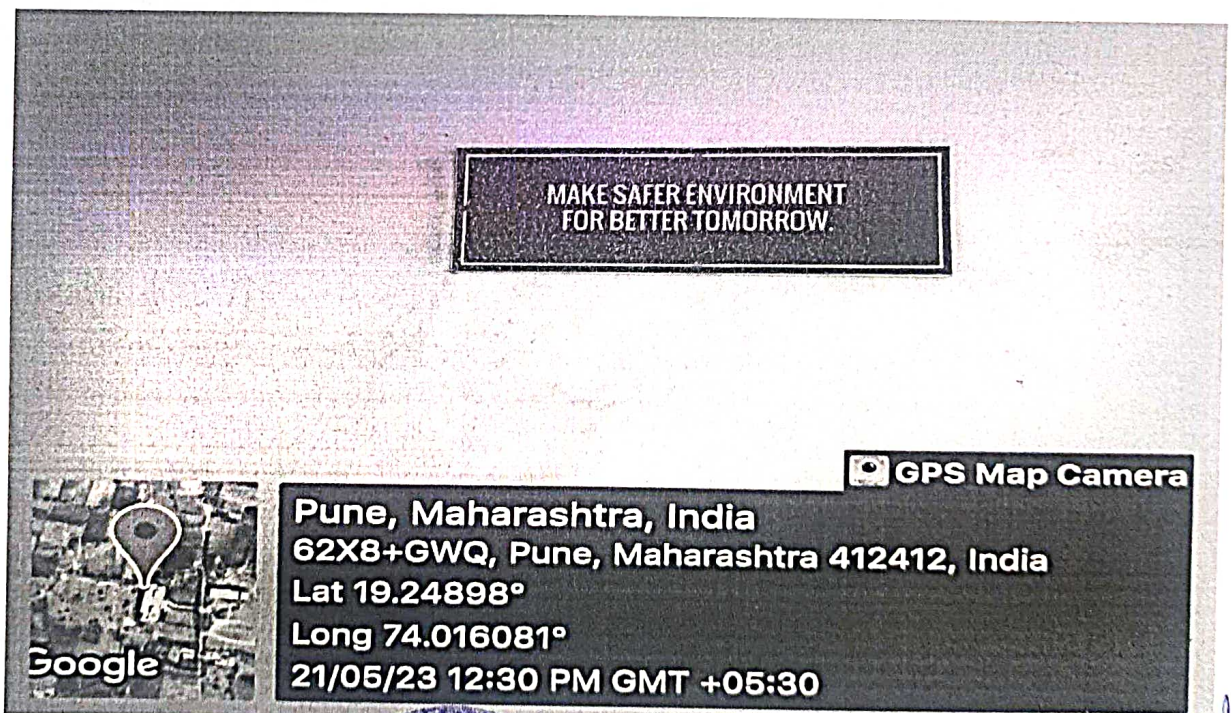 MAKE SAFER ENVIRONMENT
FOR BETTER TOMORROW.
GPS Map Camera
Pune, Maharashtra, India
62X8+GWQ, Pune, Maharashtra 412412, India
Lat 19.24898°
Long 74.016081°
21/05/23 12:30 PM GMT +05:30
Google